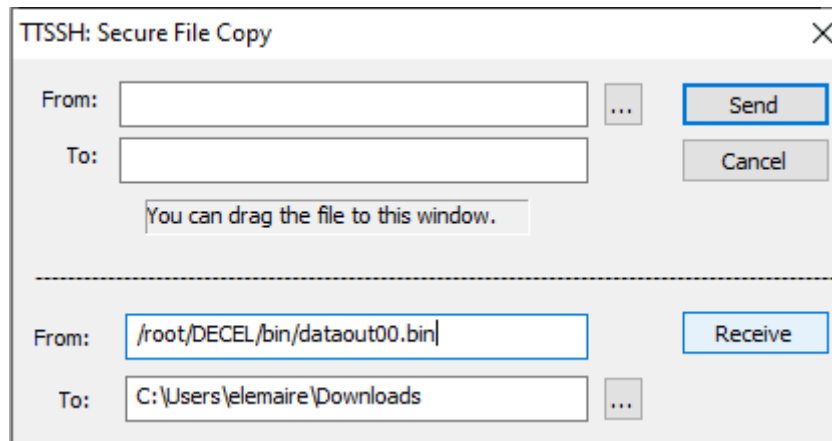 TTSSH: Secure File Copy
From: ... Send
To: Cancel
You can drag the file to this window.
From: /root/DECEL/bin/dataout00.bin Receive
To: C:\Users\elemaire\Downloads ...